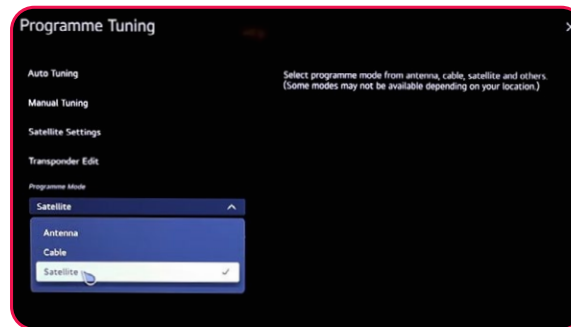 Programme Tuning
Auto Tuning
Select programme mode from antenna, cable, satellite and others.
(Some modes may not be available depending on your location.)
Manual Tuning
Satellite Settings
Transponder Edit
Programme Mode
Satellite
Antenna
Cable
Satellite